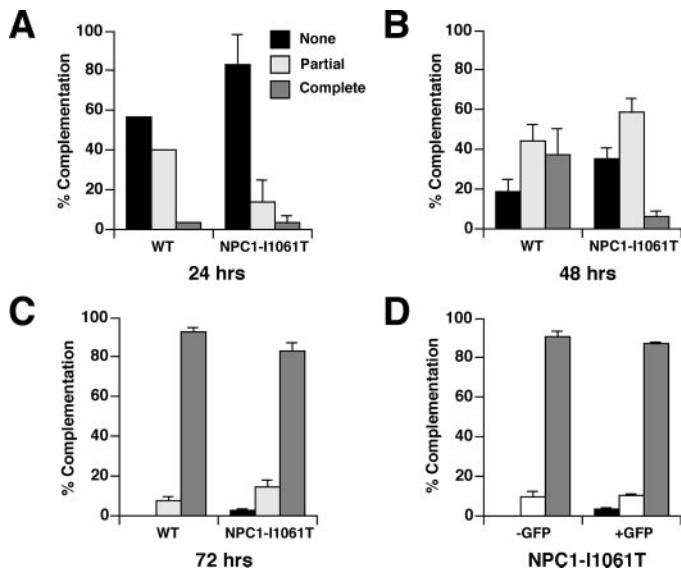 A
% Complementation
100
80
60
40
20
0
None
Partial
Complete
WT
NPC1-I1061T
24 hrs
B
% Complementation
100
80
60
40
20
0
WT
NPC1-I1061T
48 hrs
C
% Complementation
100
80
60
40
20
0
WT
NPC1-I1061T
72 hrs
D
% Complementation
100
80
60
40
20
0
-GFP
+GFP
NPC1-I1061T